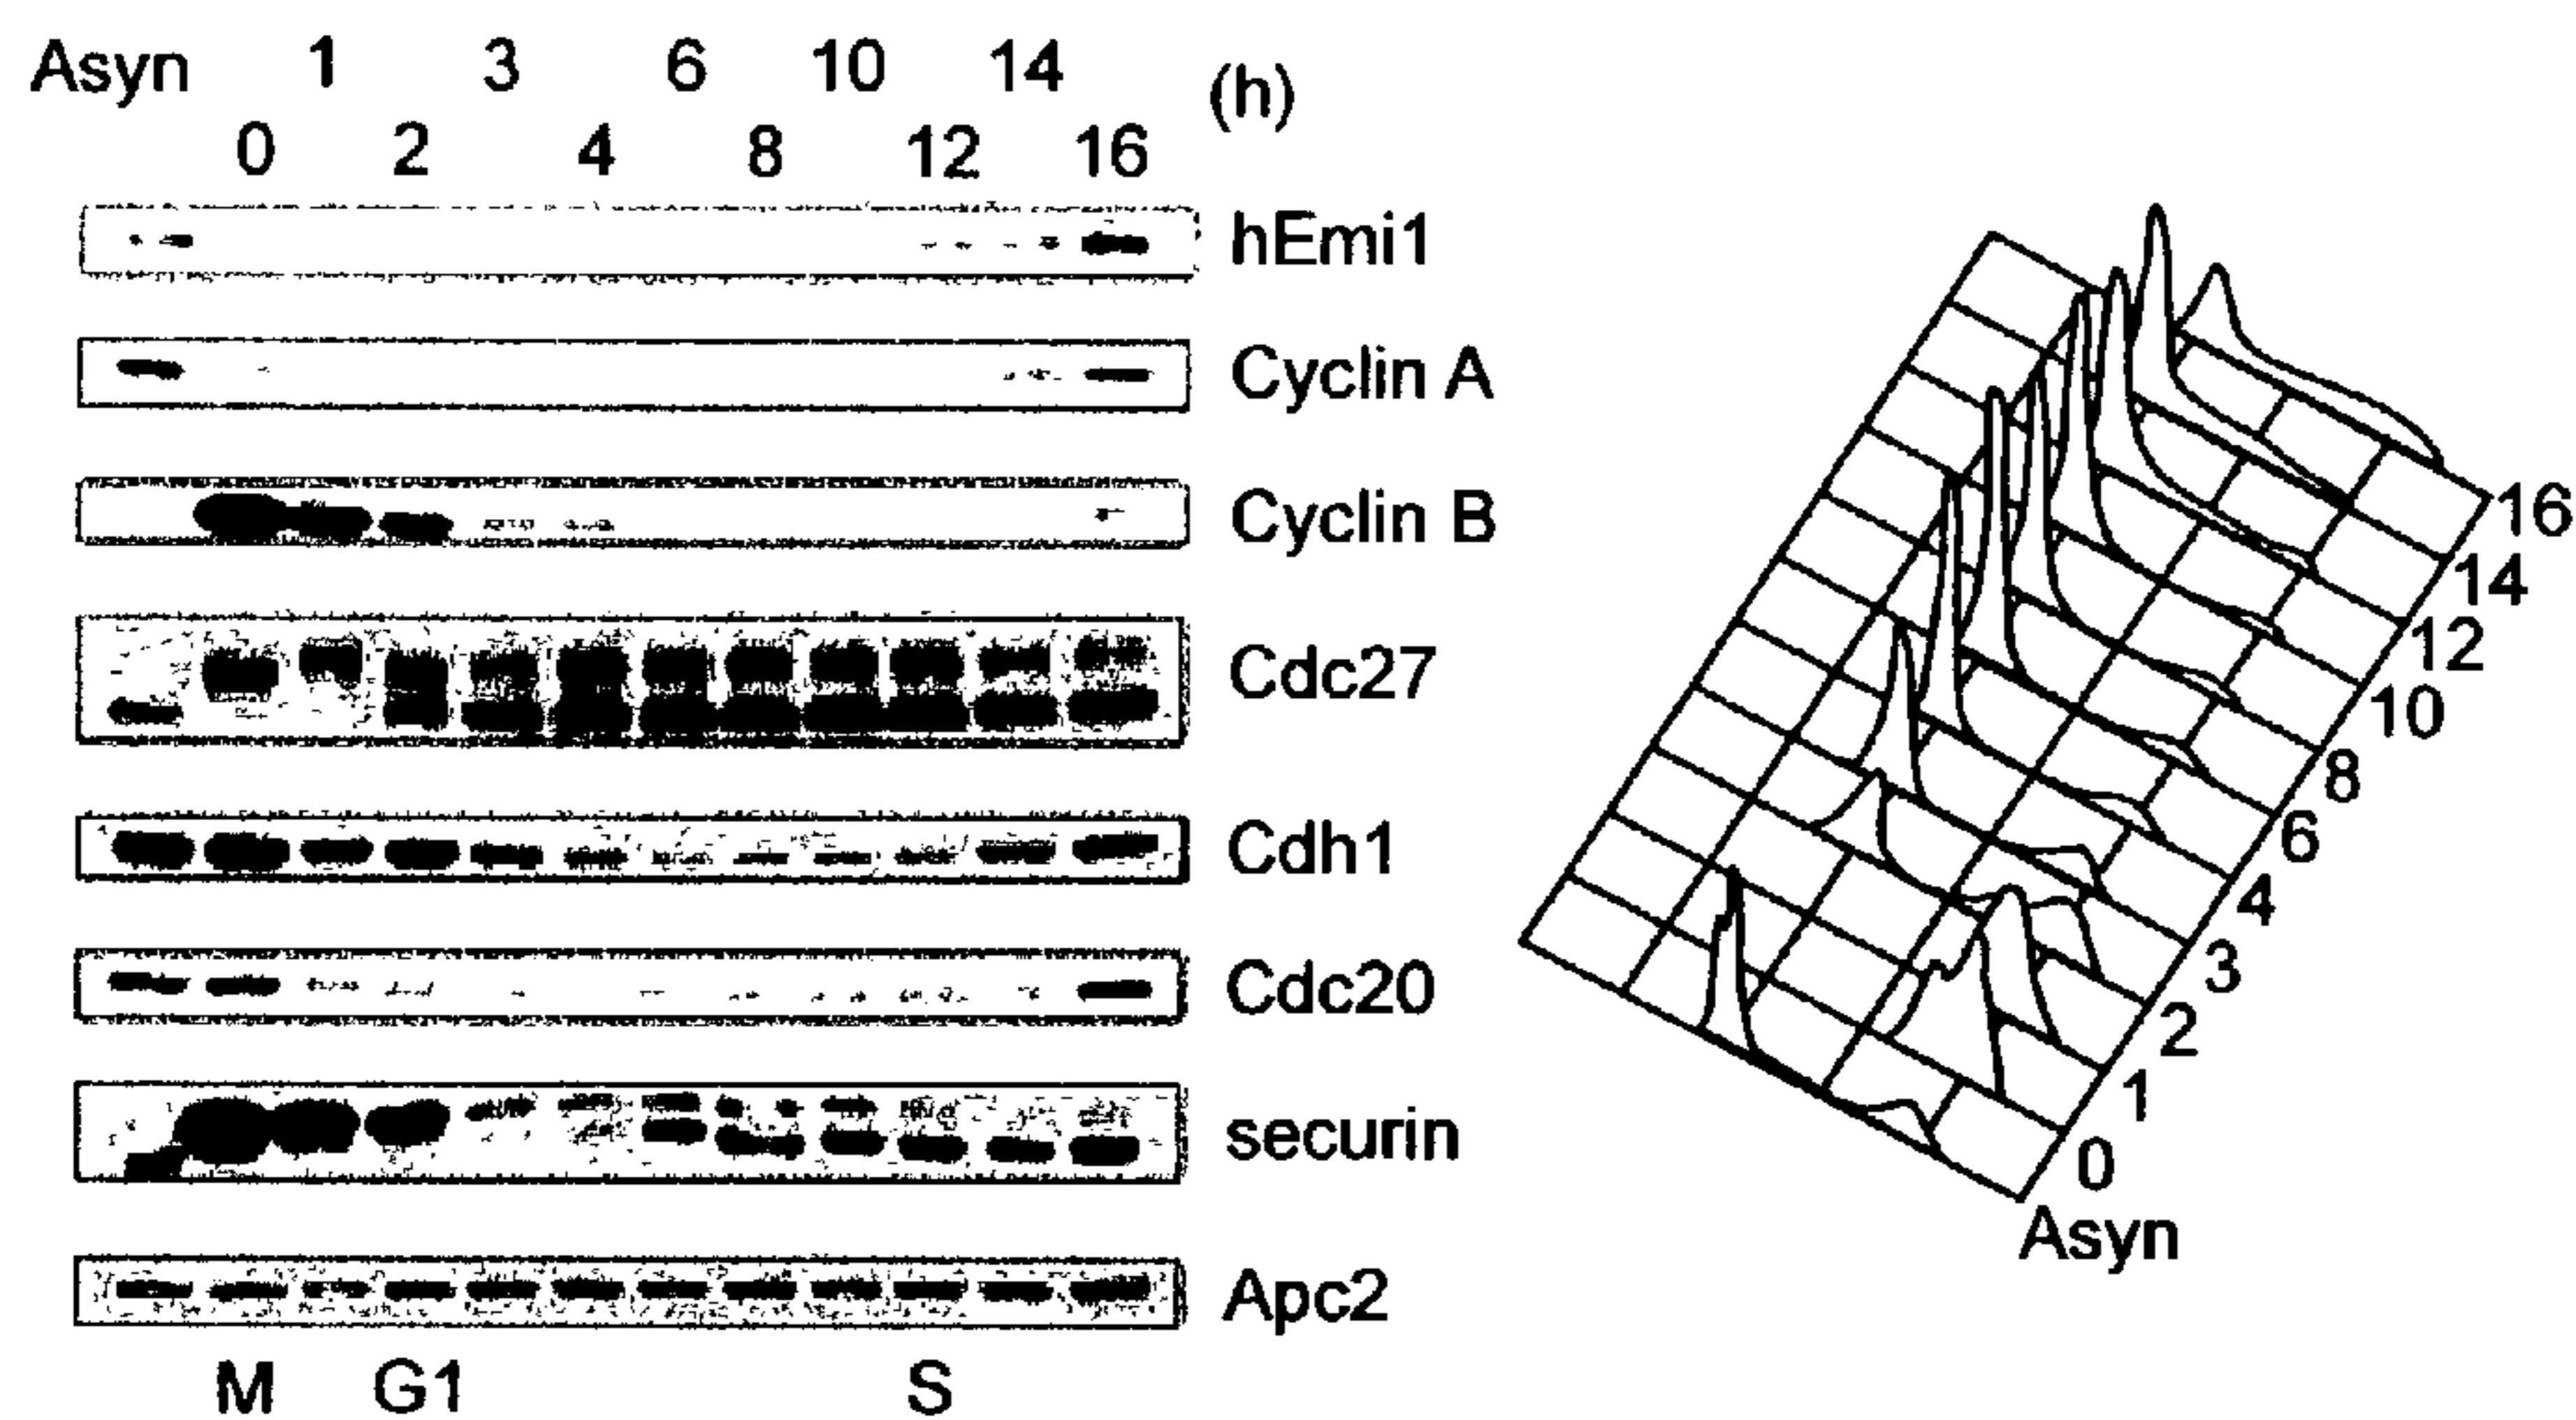 Asyn 1 3 6 10 14 (h)
0 2 4 8 12 16
hEmi1
Cyclin A
Cyclin B
Cdc27
Cdh1
Cdc20
securin
Apc2
M G1 S
16
14
12
10
8
6
4
3
2
1
0
Asyn